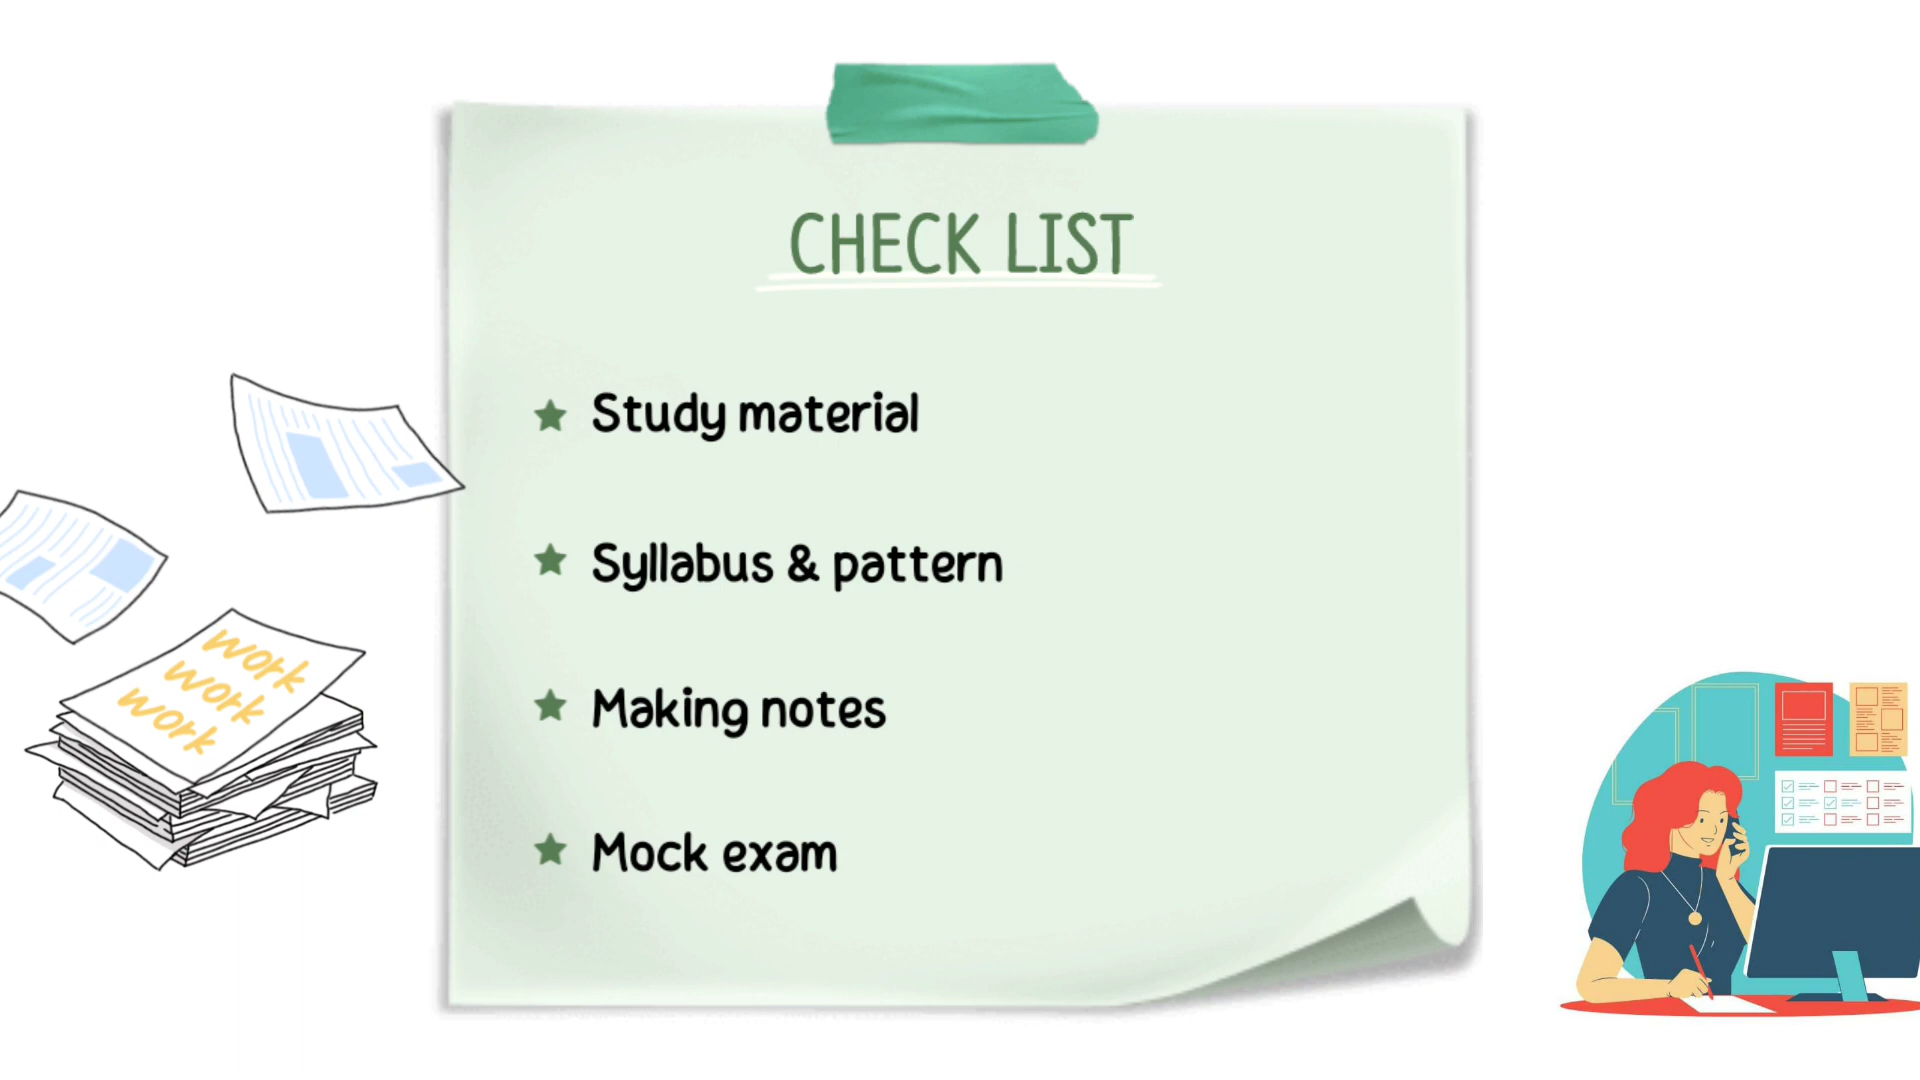 CHECK LIST
Study material
Syllabus & pattern
Making notes
Mock exam
work
work
work